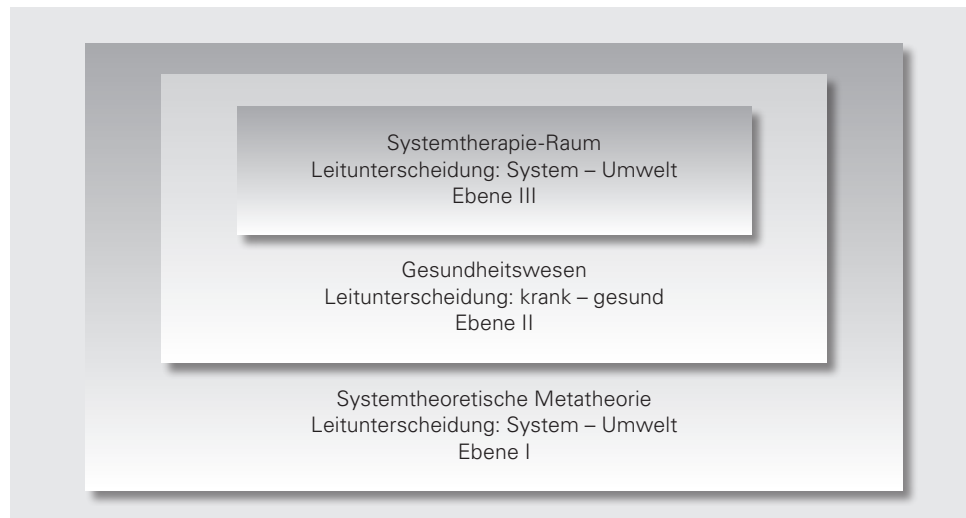 Systemtherapie-Raum
Leitunterscheidung: System – Umwelt
Ebene III
Gesundheitswesen
Leitunterscheidung: krank – gesund
Ebene II
Systemtheoretische Metatheorie
Leitunterscheidung: System – Umwelt
Ebene I